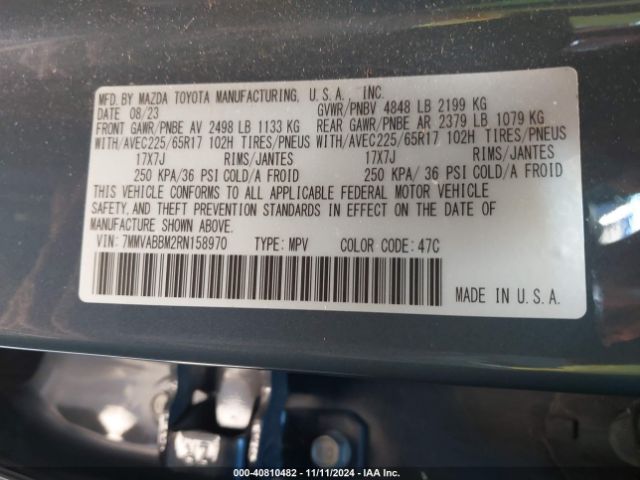 MFD. BY MAZDA TOYOTA MANUFACTURING, U.S.A., INC.
DATE 08/23 GVWR/PNBV 4848 LB 2199 KG
FRONT GAWR/PNBE AV 2498 LB 1133 KG REAR GAWR/PNBE AR 2379 LB 1079 KG
WITH/AVEC225/65R17 102H TIRES/PNEUS WITH/AVEC225/65R17 102H TIRES/PNEUS
17X7J RIMS/JANTES 17X7J RIMS/JANTES
250 KPA/36 PSI COLD/A FROID 250 KPA/ 36 PSI COLD/A FROID
THIS VEHICLE CONFORMS TO ALL APPLICABLE FEDERAL MOTOR VEHICLE
SAFETY, AND THEFT PREVENTION STANDARDS IN EFFECT ON THE DATE OF
MANUFACTURE SHOWN ABOVE.
VIN: 7MMVABBM2RN158970 TYPE: MPV COLOR CODE: 47C
MADE IN U.S.A.
000-40810482 - 11/11/2024 - IAA Inc.